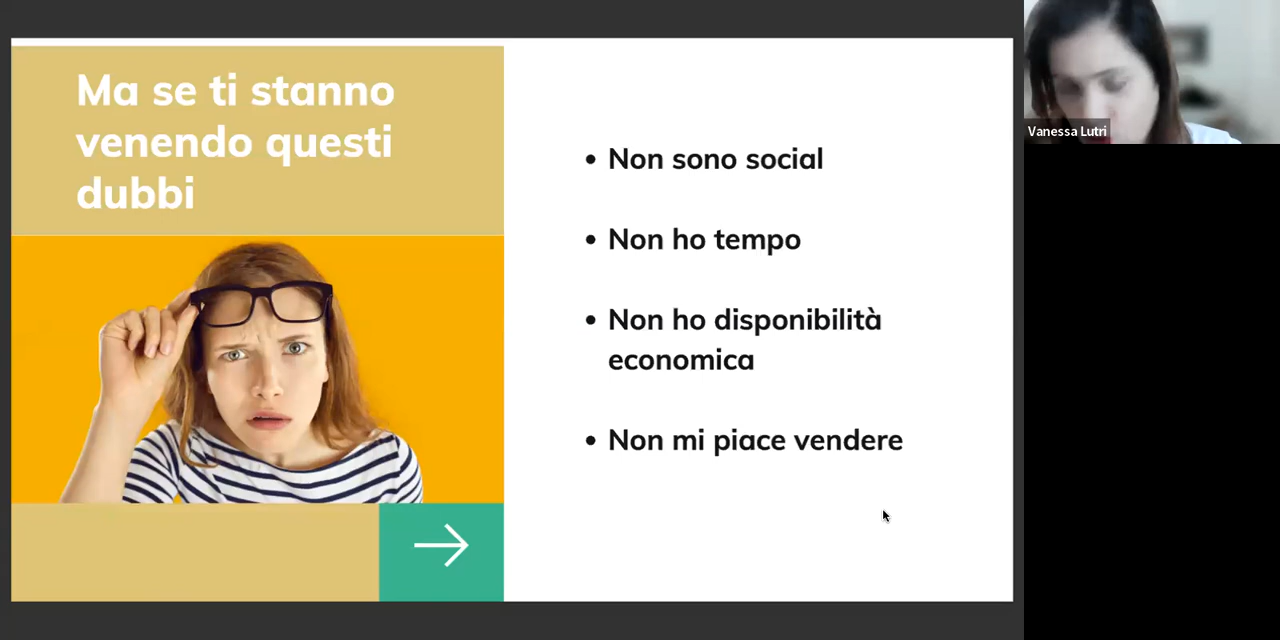 Ma se ti stanno
venendo questi
dubbi
• Non sono social
• Non ho tempo
• Non ho disponibilità
economica
• Non mi piace vendere
Vanessa Lutri